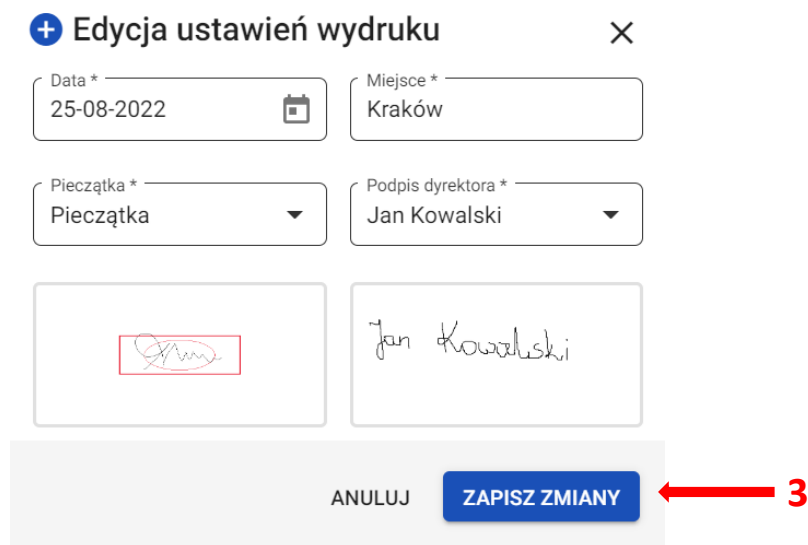 Edycja ustawień wydruku
Data *
25-08-2022
Miejsce *
Kraków
Pieczątka *
Pieczątka
Podpis dyrektora *
Jan Kowalski
Jan Kowalski
ANULUJ
ZAPISZ ZMIANY
3